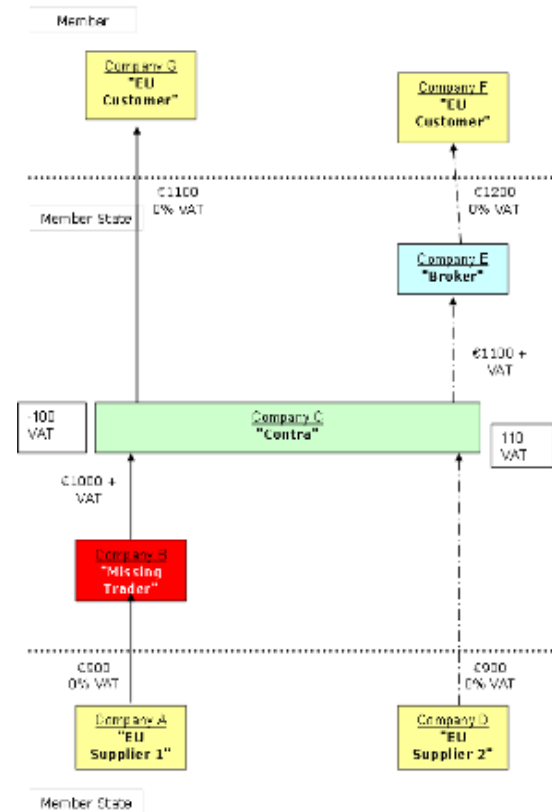 Member
Company G
"EU
Customer"
Company F
"EU
Customer"
€1100
0% VAT
€1200
0% VAT
Member State
Company E
"Broker"
€1100 +
VAT
-100
VAT
Company C
"Contra"
110
VAT
€1000 +
VAT
Company B
"Missing
Trader"
€900
0% VAT
€900
0% VAT
Company A
"EU
Supplier 1"
Company D
"EU
Supplier 2"
Member State